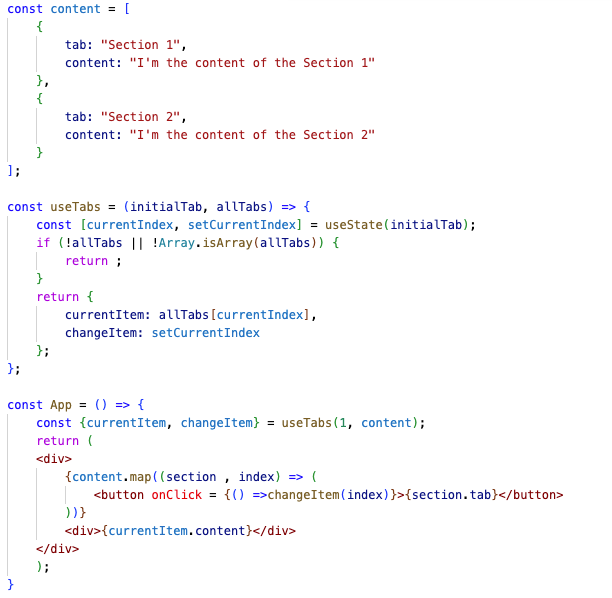 const content = [
    {
        tab: "Section 1",
        content: "I'm the content of the Section 1"
    },
    {
        tab: "Section 2",
        content: "I'm the content of the Section 2"
    }
];

const useTabs = (initialTab, allTabs) => {
    const [currentIndex, setCurrentIndex] = useState(initialTab);
    if (!allTabs || !Array.isArray(allTabs)) {
        return ;
    }
    return {
        currentItem: allTabs[currentIndex],
        changeItem: setCurrentIndex
    };
};

const App = () => {
    const {currentItem, changeItem} = useTabs(1, content);
    return (
    <div>
        {content.map((section , index) => (
            <button onClick = {() =>changeItem(index)}>{section.tab}</button>
        ))}
        <div>{currentItem.content}</div>
    </div>
    );
}